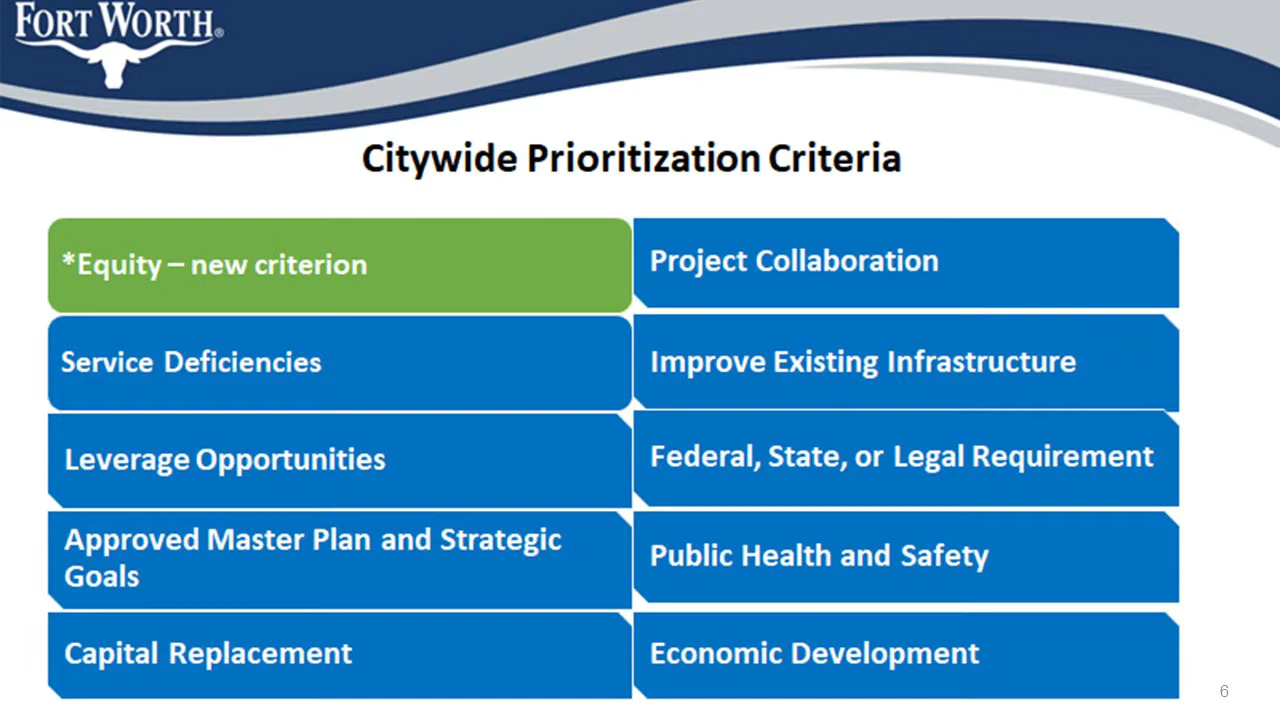 FORT WORTH®
Citywide Prioritization Criteria
*Equity – new criterion
Project Collaboration
Service Deficiencies
Improve Existing Infrastructure
Leverage Opportunities
Federal, State, or Legal Requirement
Approved Master Plan and Strategic
Goals
Public Health and Safety
Capital Replacement
Economic Development
6